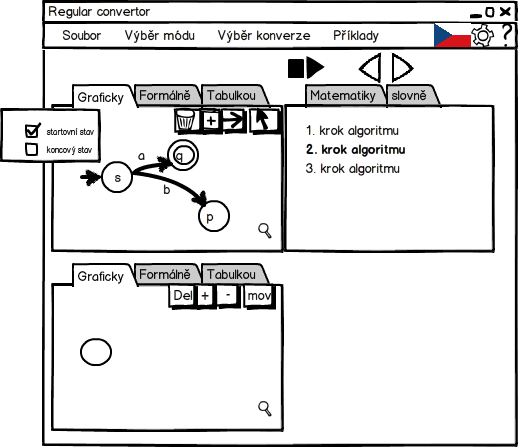 Regular convertor
Soubor Výběr módu Výběr konverze Příklady ?
Graficky Formálně Tabulkou
Matematiky slovně
startovní stav
koncový stav
+
1. krok algoritmu
2. krok algoritmu
3. krok algoritmu
a
q
s
b
p
Graficky Formálně Tabulkou
Del + - mov